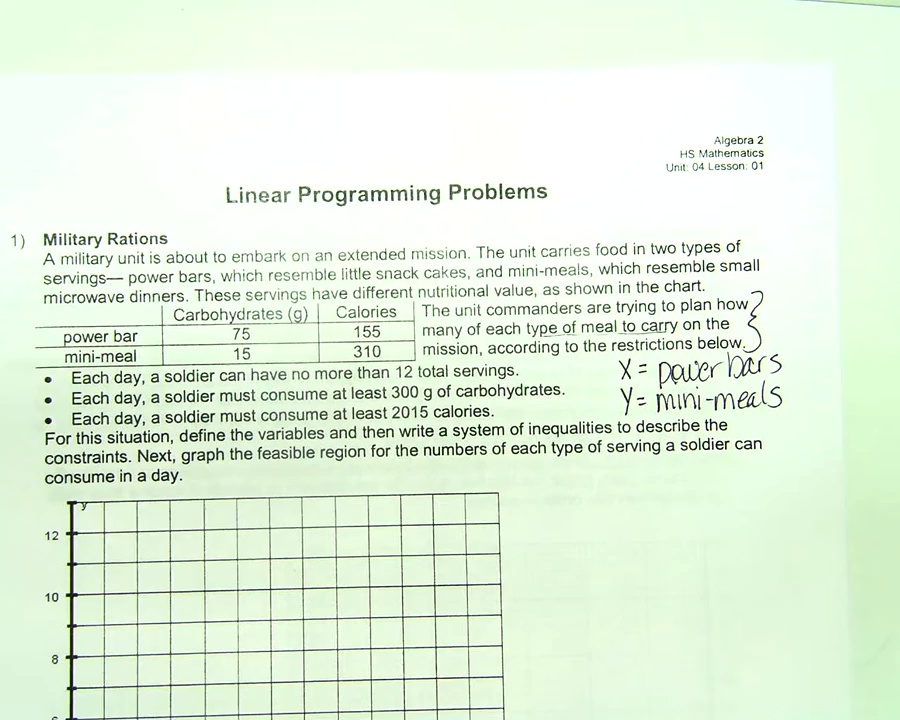 Algebra 2
HS Mathematics
Unit: 04 Lesson: 01
Linear Programming Problems
1) Military Rations
A military unit is about to embark on an extended mission. The unit carries food in two types of
servings— power bars, which resemble little snack cakes, and mini-meals, which resemble small
microwave dinners. These servings have different nutritional value, as shown in the chart.
Carbohydrates (g) Calories
power bar 75 155
mini-meal 15 310
The unit commanders are trying to plan how
many of each type of meal to carry on the
mission, according to the restrictions below.
X = power bars
Y = mini-meals
• Each day, a soldier can have no more than 12 total servings.
• Each day, a soldier must consume at least 300 g of carbohydrates.
• Each day, a soldier must consume at least 2015 calories.
For this situation, define the variables and then write a system of inequalities to describe the
constraints. Next, graph the feasible region for the numbers of each type of serving a soldier can
consume in a day.
y
12
10
8